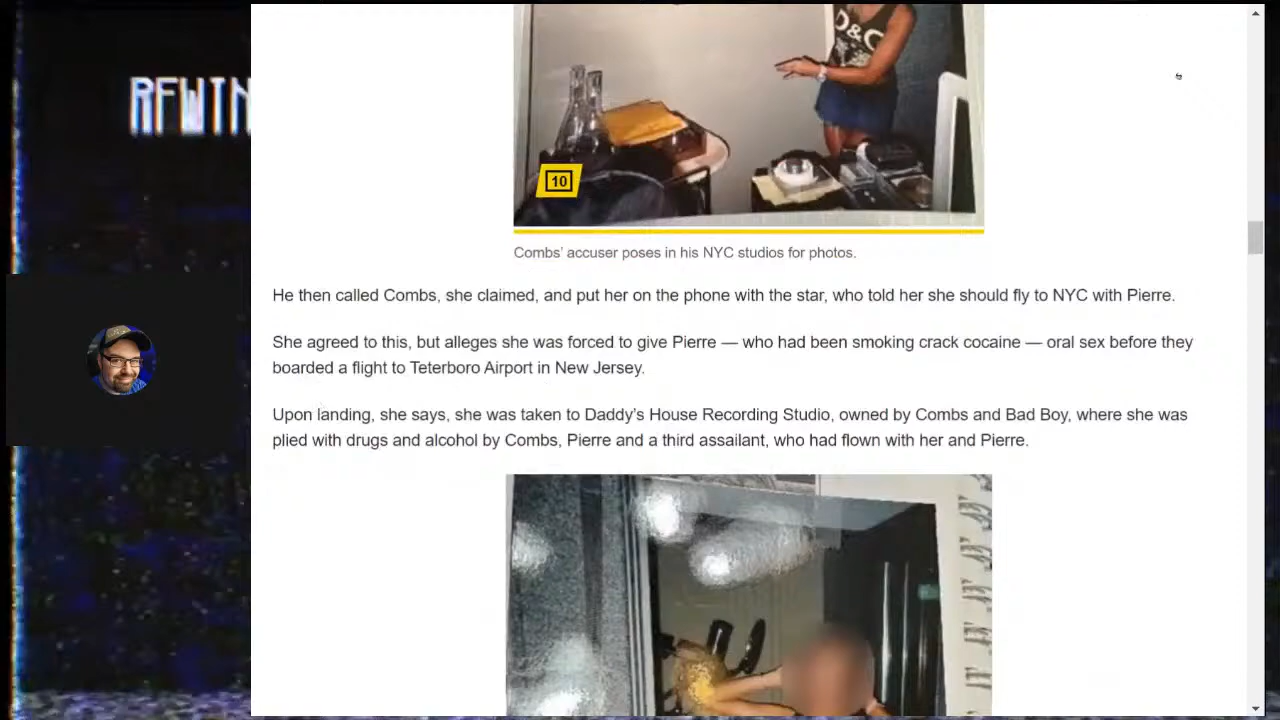 D&C
REWIN
10
Combs' accuser poses in his NYC studios for photos.
He then called Combs, she claimed, and put her on the phone with the star, who told her she should fly to NYC with Pierre.
She agreed to this, but alleges she was forced to give Pierre — who had been smoking crack cocaine — oral sex before they
boarded a flight to Teterboro Airport in New Jersey.
Upon landing, she says, she was taken to Daddy's House Recording Studio, owned by Combs and Bad Boy, where she was
plied with drugs and alcohol by Combs, Pierre and a third assailant, who had flown with her and Pierre.